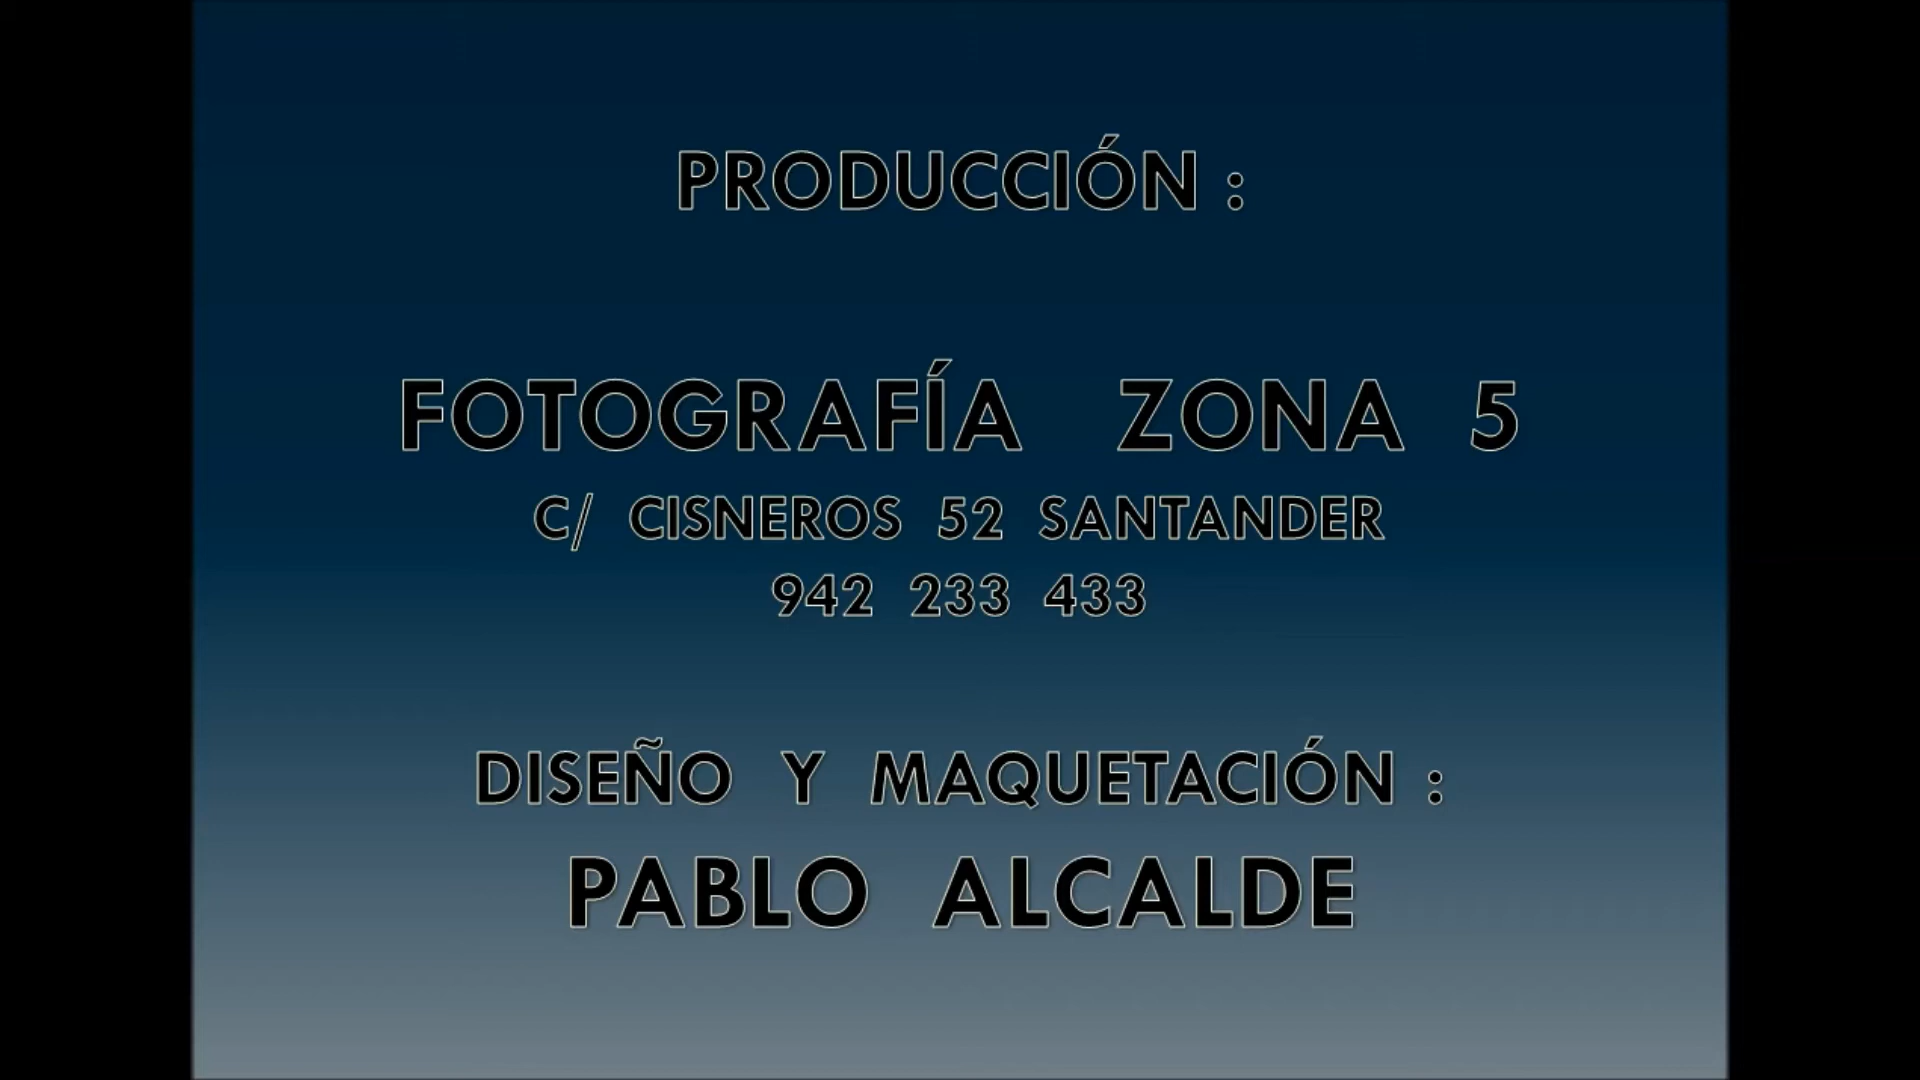 PRODUCCIÓN :
FOTOGRAFÍA ZONA 5
C/ CISNEROS 52 SANTANDER
942 233 433
DISEÑO Y MAQUETACIÓN :
PABLO ALCALDE